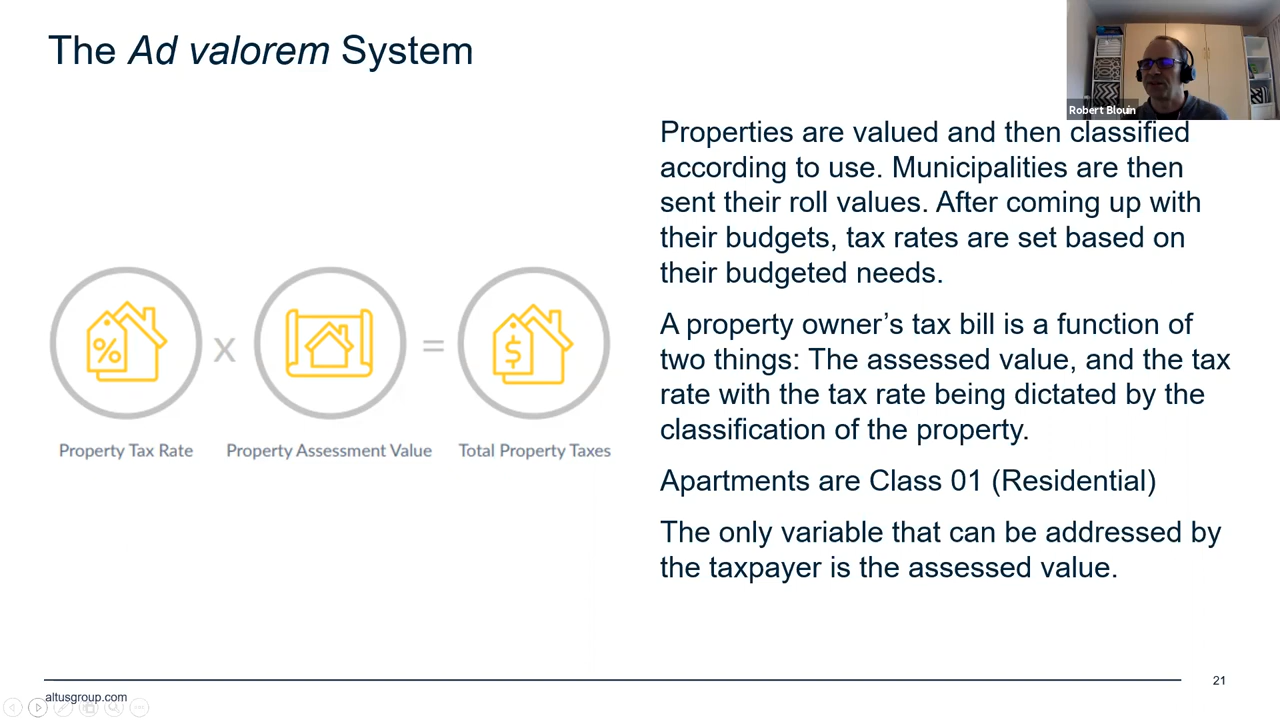 The Ad valorem System
Robert Blouin
Properties are valued and then classified
according to use. Municipalities are then
sent their roll values. After coming up with
their budgets, tax rates are set based on
their budgeted needs.
A property owner’s tax bill is a function of
two things: The assessed value, and the tax
rate with the tax rate being dictated by the
classification of the property.
Apartments are Class 01 (Residential)
The only variable that can be addressed by
the taxpayer is the assessed value.
% x = $
Property Tax Rate Property Assessment Value Total Property Taxes
altusgroup.com
21